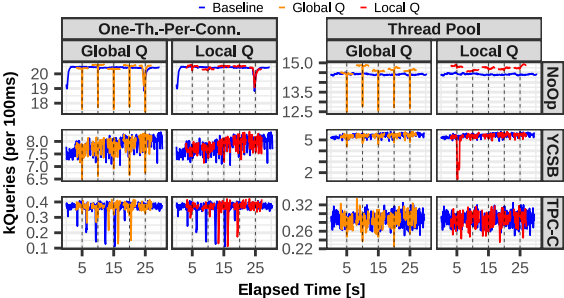 Baseline Global Q Local Q
One-Th.-Per-Conn. Thread Pool
Global Q Local Q Global Q Local Q
20
19
18
15.0
13.5
12.5
NoOp
8.0
7.5
7.0
6.5
5
2
YCSB
0.4
0.3
0.2
0.1
0.32
0.26
0.22
TPC-C
5 15 25 5 15 25 5 15 25 5 15 25
kQueries (per 100ms)
Elapsed Time [s]